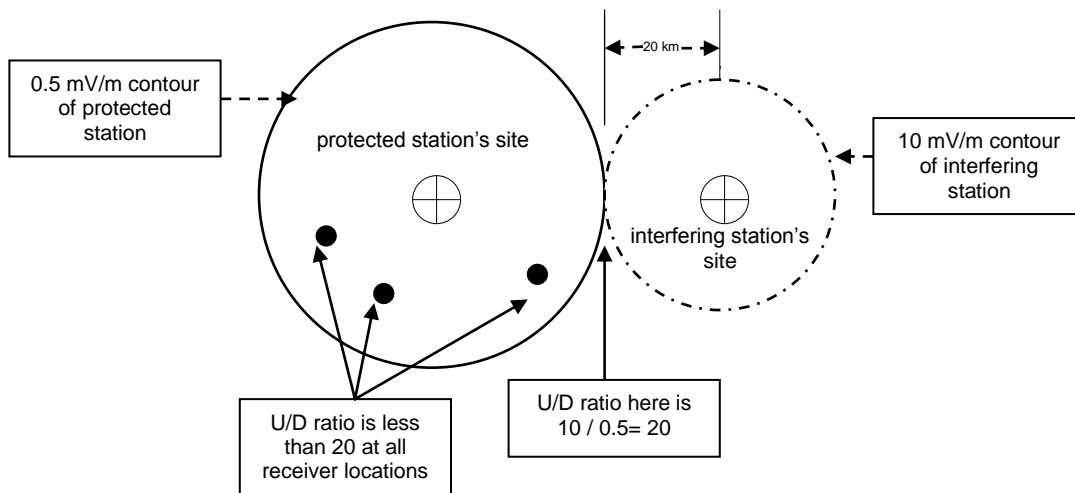 20 km
0.5 mV/m contour
of protected
station
protected station's site
10 mV/m contour
of interfering
station
interfering station's
site
U/D ratio is less
than 20 at all
receiver locations
U/D ratio here is
10 / 0.5= 20